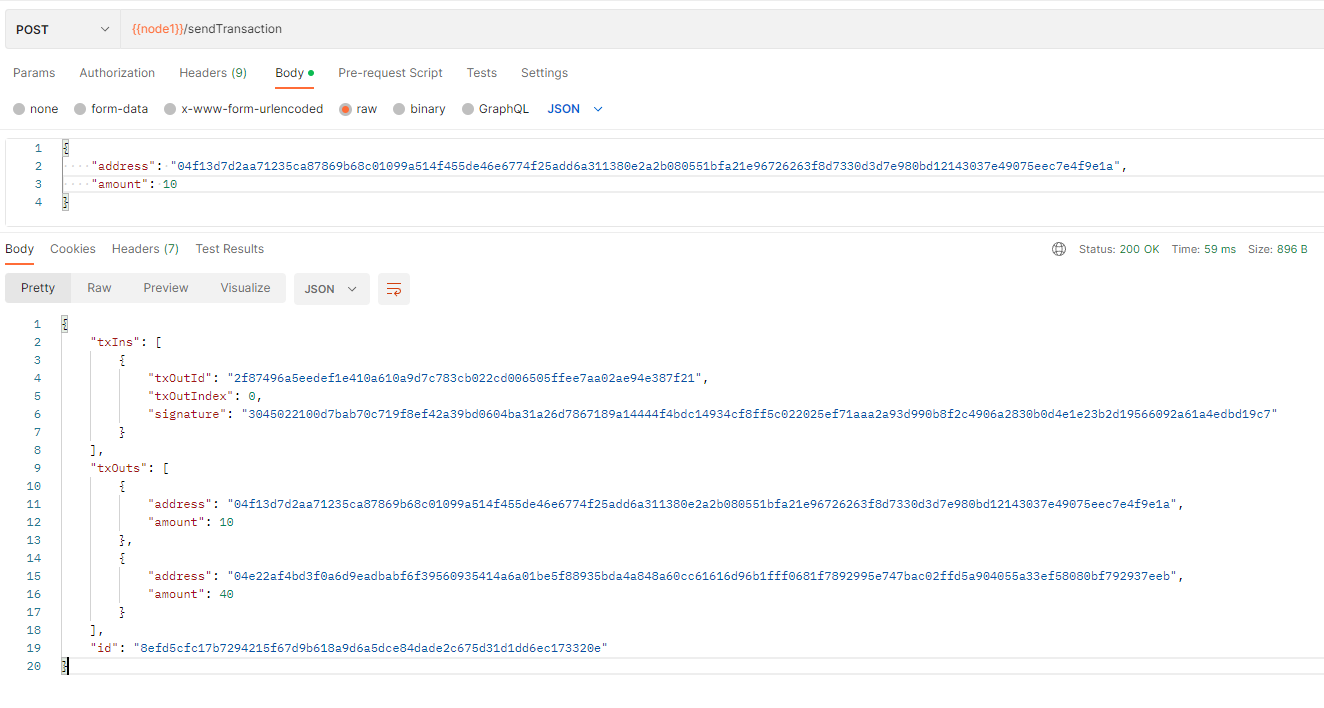 POST {{node1}}/sendTransaction
Params Authorization Headers (9) Body Pre-request Script Tests Settings
none form-data x-www-form-urlencoded raw binary GraphQL JSON
1 {
2 "address": "04f13d7d2aa71235ca87869b68c01099a514f455de46e6774f25add6a311380e2a2b080551bfa21e96726263f8d7330d3d7e980bd12143037e49075eec7e4f9e1a",
3 "amount": 10
4 }
Body Cookies Headers (7) Test Results Status: 200 OK Time: 59 ms Size: 896 B
Pretty Raw Preview Visualize JSON
1 {
2 "txIns": [
3 {
4 "txOutId": "2f87496a5eedef1e410a610a9d7c783cb022cd006505ffee7aa02ae94e387f21",
5 "txOutIndex": 0,
6 "signature": "3045022100d7bab70c719f8ef42a39bd0604ba31a26d7867189a14444f4bdc14934cf8ff5c022025ef71aaa2a93d990b8f2c4906a2830b0d4e1e23b2d19566092a61a4edbd19c7"
7 }
8 ],
9 "txOuts": [
10 {
11 "address": "04f13d7d2aa71235ca87869b68c01099a514f455de46e6774f25add6a311380e2a2b080551bfa21e96726263f8d7330d3d7e980bd12143037e49075eec7e4f9e1a",
12 "amount": 10
13 },
14 {
15 "address": "04e22af4bd3f0a6d9eadbabf6f39560935414a6a01be5f88935bda4a848a60cc61616d96b1fff0681f7892995e747bac02ffd5a904055a33ef58080bf792937eeb",
16 "amount": 40
17 }
18 ],
19 "id": "8efd5cfc17b7294215f67d9b618a9d6a5dce84dade2c675d31d1dd6ec173320e"
20 }